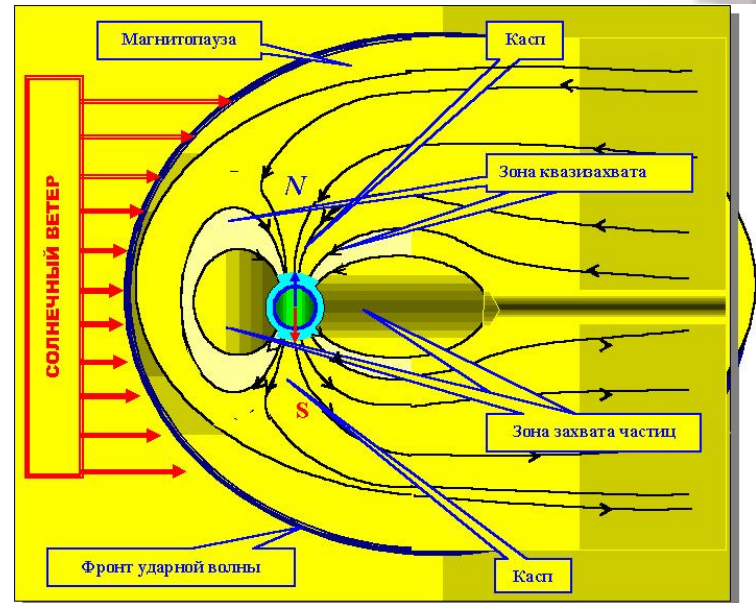 Магнитопауза
Касп
СОЛНЕЧНЫЙ ВЕТЕР
N
Зона квазизахвата
S
Зона захвата частиц
Фронт ударной волны
Касп